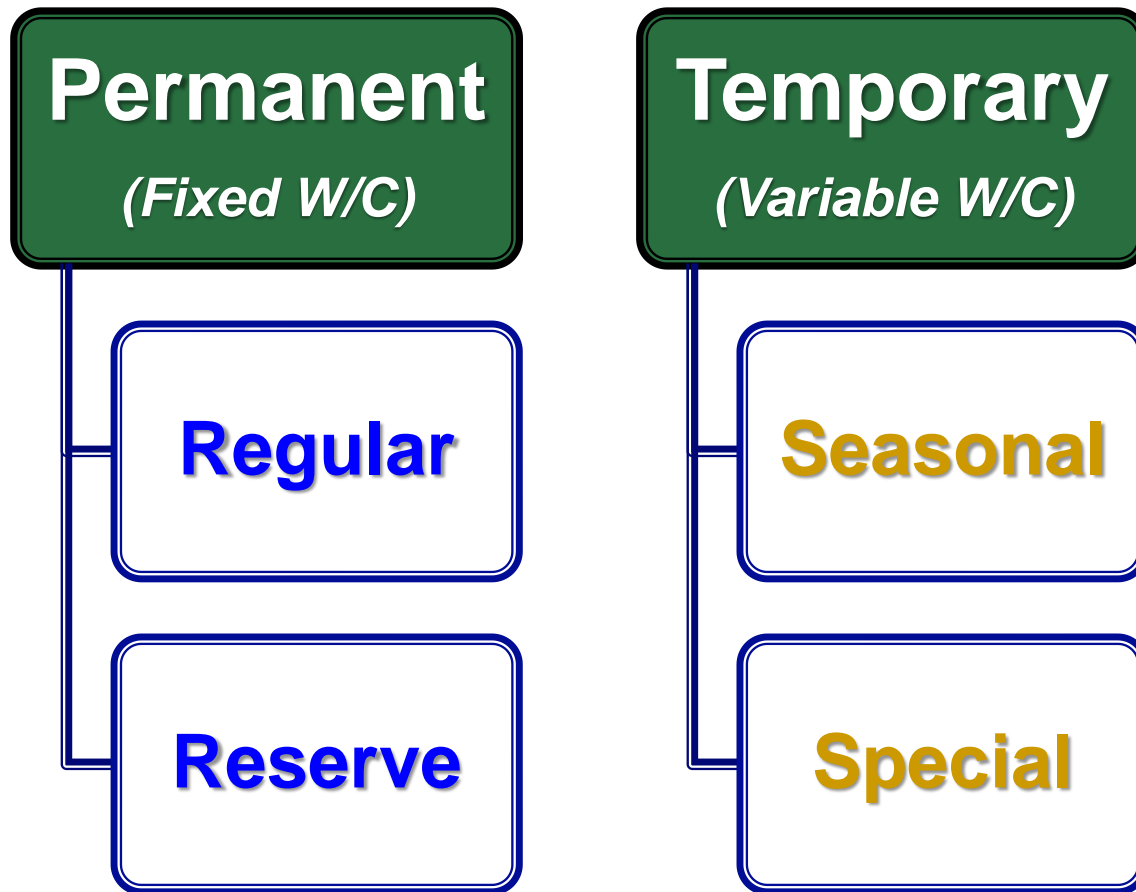 Permanent
(Fixed W/C)
Regular
Reserve
Temporary
(Variable W/C)
Seasonal
Special